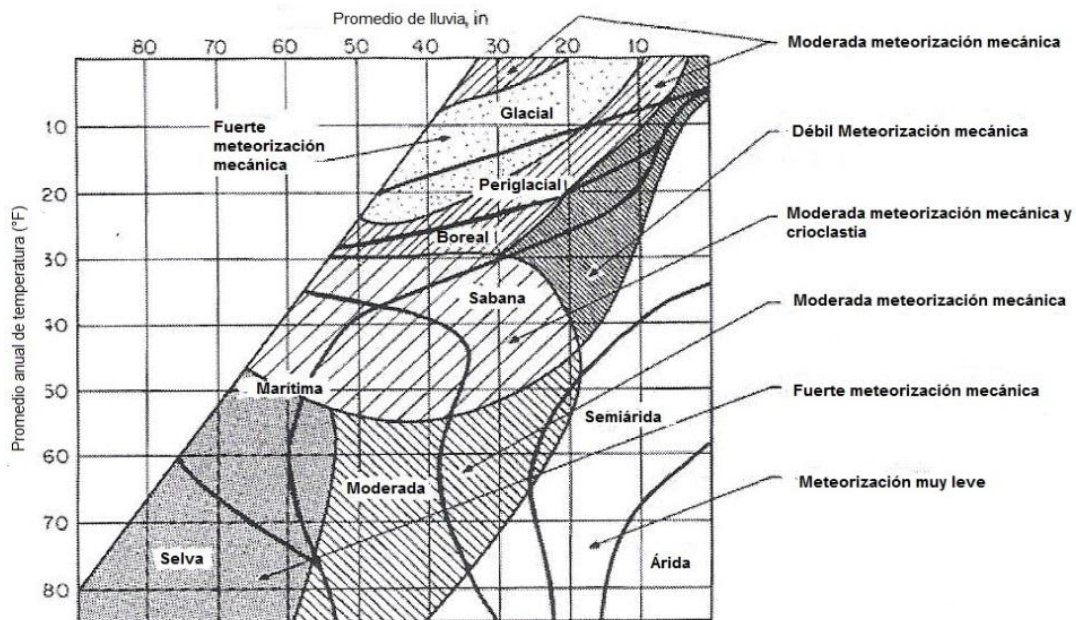 Promedio de lluvia, in
80 70 60 50 40 30 20 10
Moderada meteorización mecánica
Glacial
10
Fuerte
meteorización
mecánica
Débil Meteorización mecánica
20
Periglacial
Moderada meteorización mecánica y
crioclastia
Boreal
30
Sabana
Moderada meteorización mecánica
40
Promedio anual de temperatura (°F)
Marítima
50
Fuerte meteorización mecánica
Semiárida
60
Moderada
Meteorización muy leve
70
Selva
Árida
80